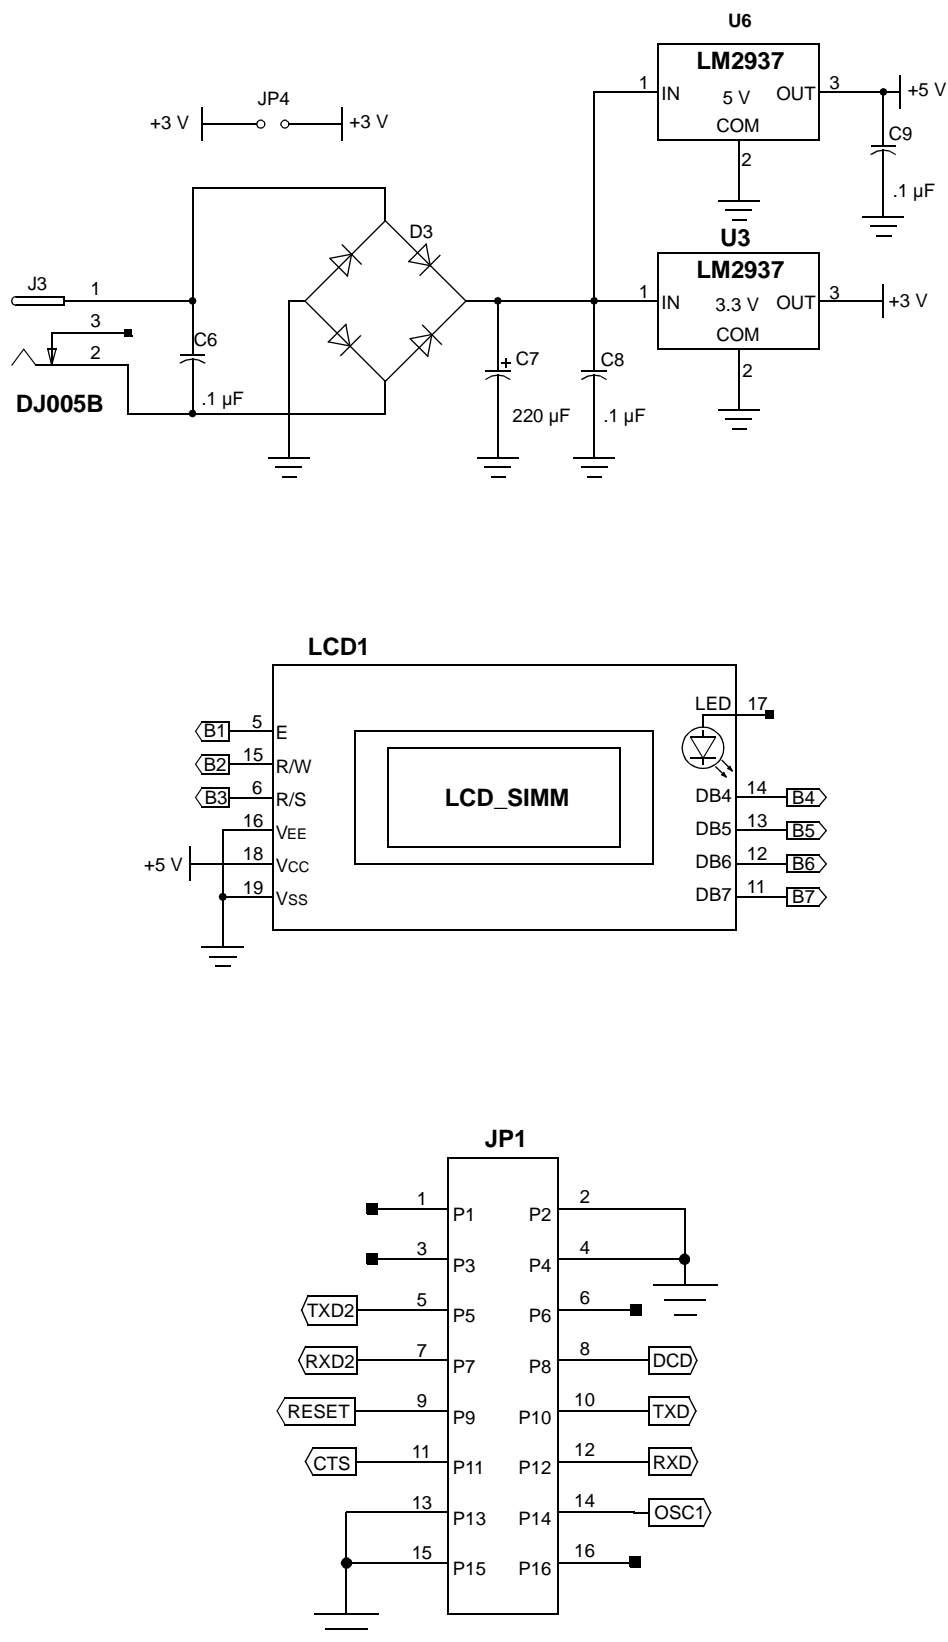 U6
LM2937
1 IN 5 V OUT 3 +5 V
COM
2
C9
.1 µF
JP4
+3 V +3 V
D3
U3
LM2937
1 IN 3.3 V OUT 3 +3 V
COM
2
J3 1
3
2
DJ005B
C6
.1 µF
C7
220 µF
C8
.1 µF
LCD1
LED 17
B1 5 E
B2 15 R/W
B3 6 R/S
16 VEE
+5 V 18 VCC
19 VSS
LCD_SIMM
DB4 14 B4
DB5 13 B5
DB6 12 B6
DB7 11 B7
JP1
1 P1 P2 2
3 P3 P4 4
TXD2 5 P5 P6 6
RXD2 7 P7 P8 8 DCD
RESET 9 P9 P10 10 TXD
CTS 11 P11 P12 12 RXD
13 P13 P14 14 OSC1
15 P15 P16 16